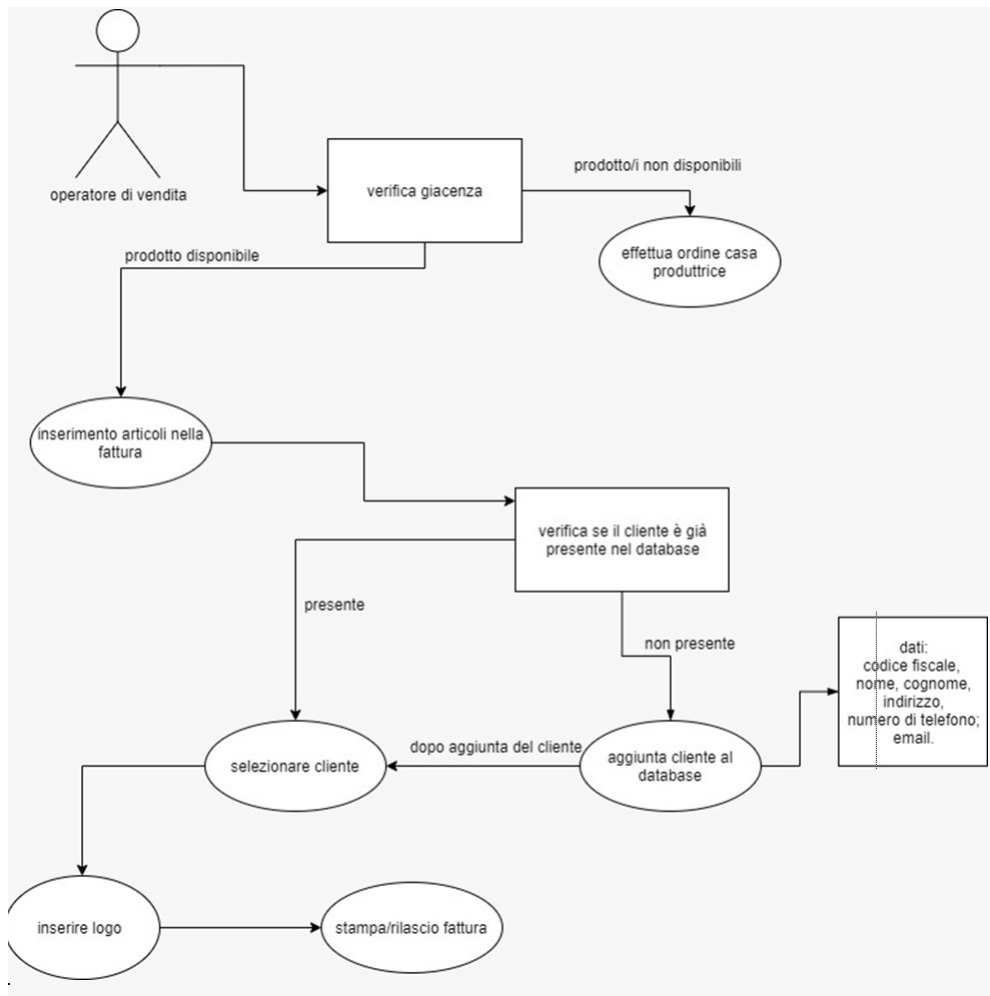 operatore di vendita
verifica giacenza
prodotto/i non disponibili
effettua ordine casa
produttrice
prodotto disponibile
inserimento articoli nella
fattura
verifica se il cliente è già
presente nel database
presente
non presente
dati:
codice fiscale,
nome, cognome,
indirizzo,
numero di telefono;
email.
selezionare cliente
dopo aggiunta del cliente
aggiunta cliente al
database
inserire logo
stampa/rilascio fattura